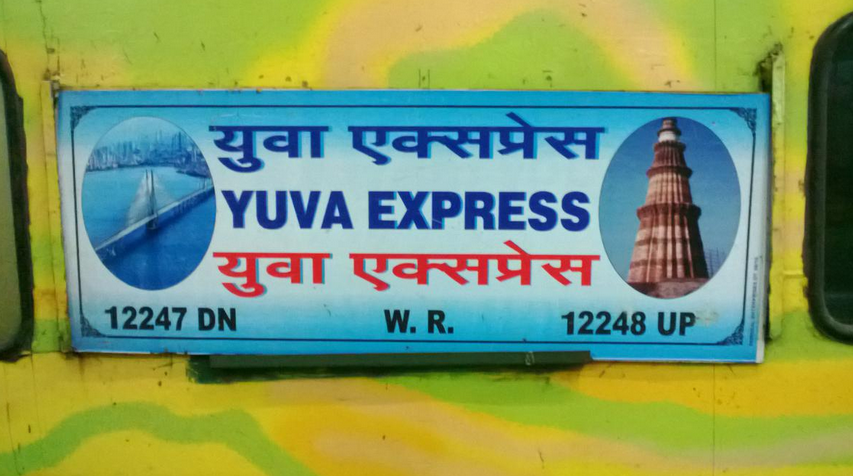 युवा एक्सप्रेस
YUVA EXPRESS
युवा एक्सप्रेस
12247 DN W. R. 12248 UP